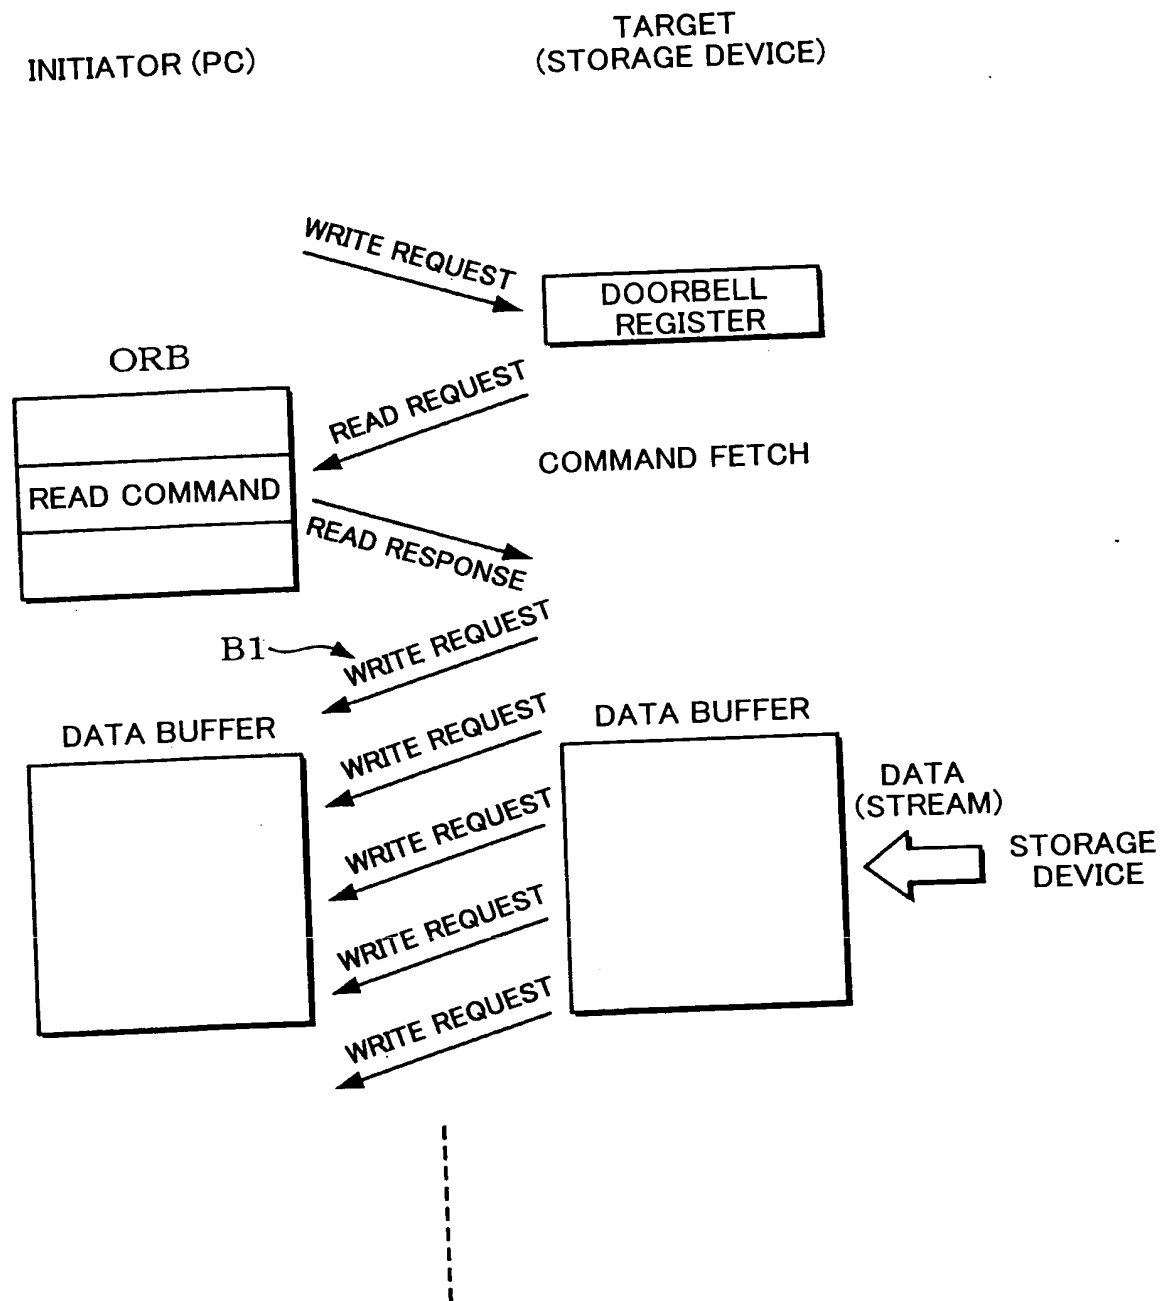 INITIATOR (PC)
TARGET
(STORAGE DEVICE)
WRITE REQUEST
DOORBELL
REGISTER
ORB
READ REQUEST
COMMAND FETCH
READ COMMAND
READ RESPONSE
B1
WRITE REQUEST
DATA BUFFER
WRITE REQUEST
DATA BUFFER
DATA
(STREAM)
STORAGE
DEVICE
WRITE REQUEST
WRITE REQUEST
WRITE REQUEST